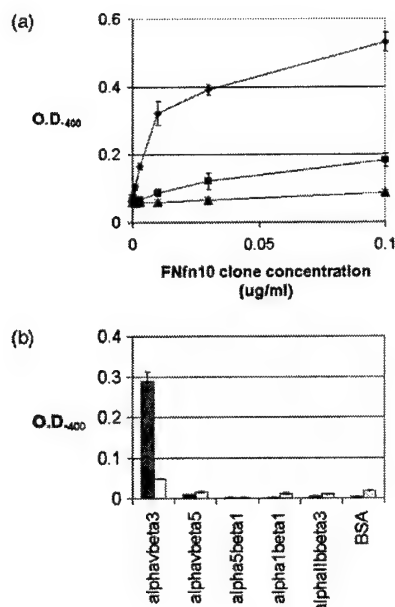 (a)
0.6
0.4
O.D.400
0.2
0
0 0.05 0.1
FNfn10 clone concentration
(ug/ml)
(b)
0.4
0.3
O.D.400
0.2
0.1
0
alphavbeta3
alphavbeta5
alpha5beta1
alpha1beta1
alphaIIbbeta3
BSA